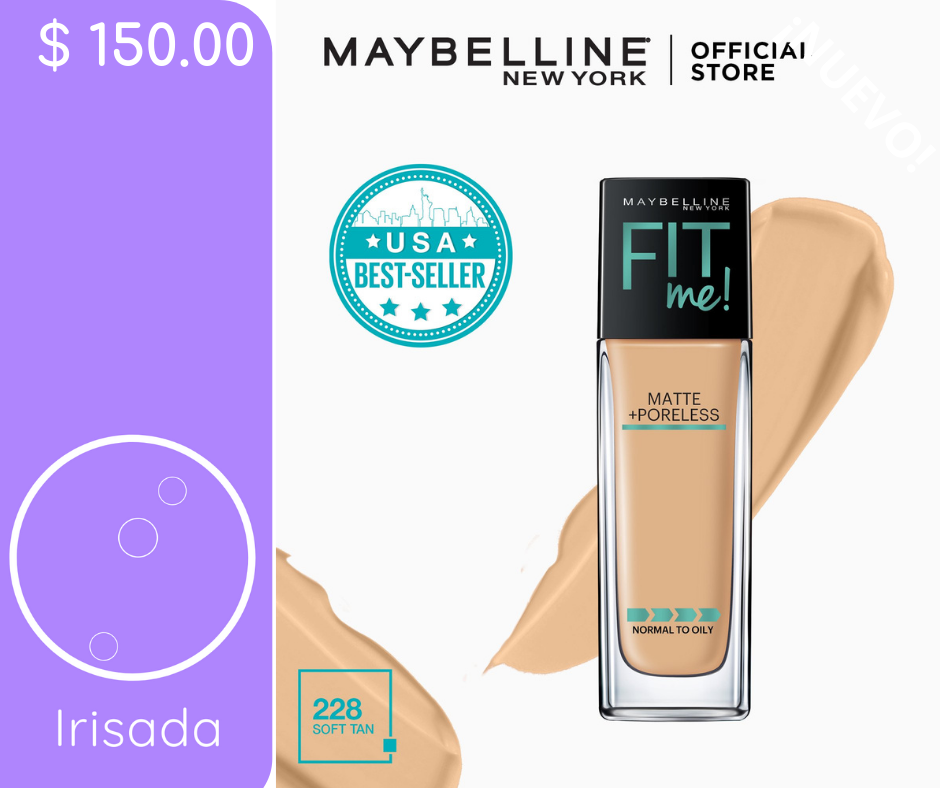 $ 150.00
MAYBELLINE
NEW YORK
OFFICIAL
STORE
¡NUEVO!
USA
BEST-SELLER
MAYBELLINE
NEW YORK
FIT
me!
MATTE
+PORELESS
NORMAL TO OILY
228
SOFT TAN
Irisada